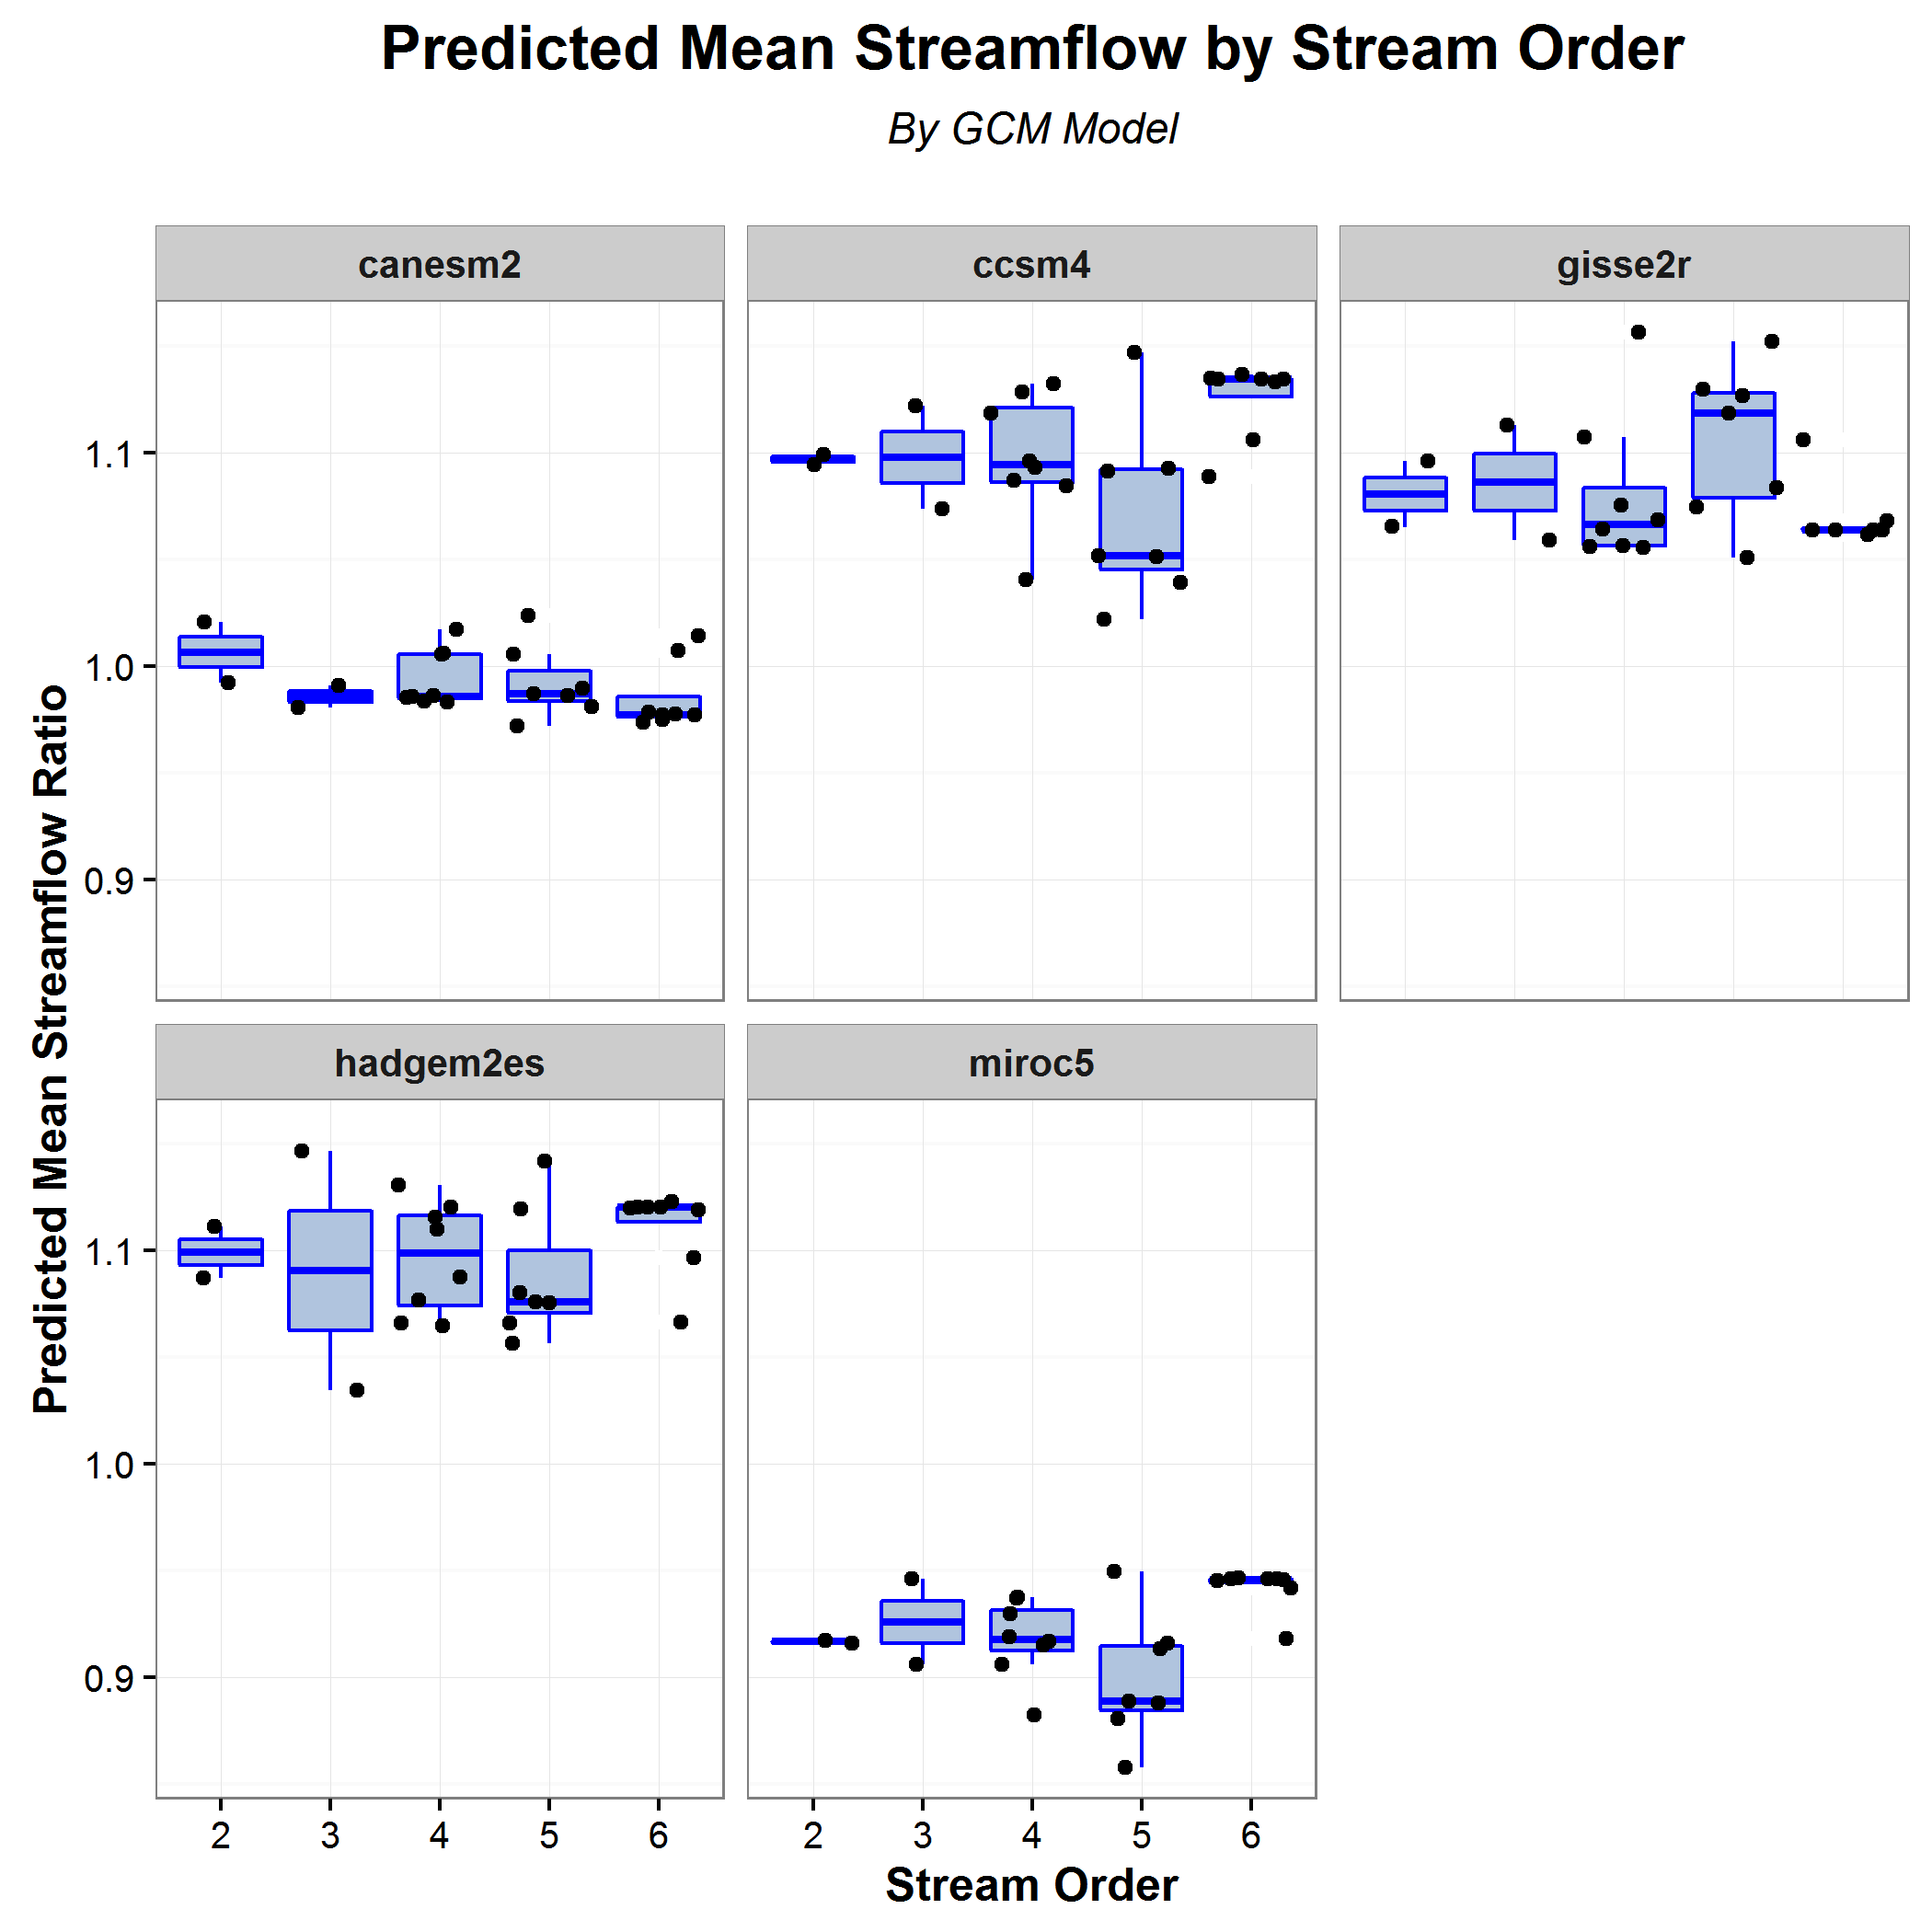 Predicted Mean Streamflow by Stream Order
By GCM Model
canesm2
ccsm4
gisse2r
1.1
1.0
0.9
Predicted Mean Streamflow Ratio
hadgem2es
miroc5
1.1
1.0
0.9
2 3 4 5 6
2 3 4 5 6
Stream Order